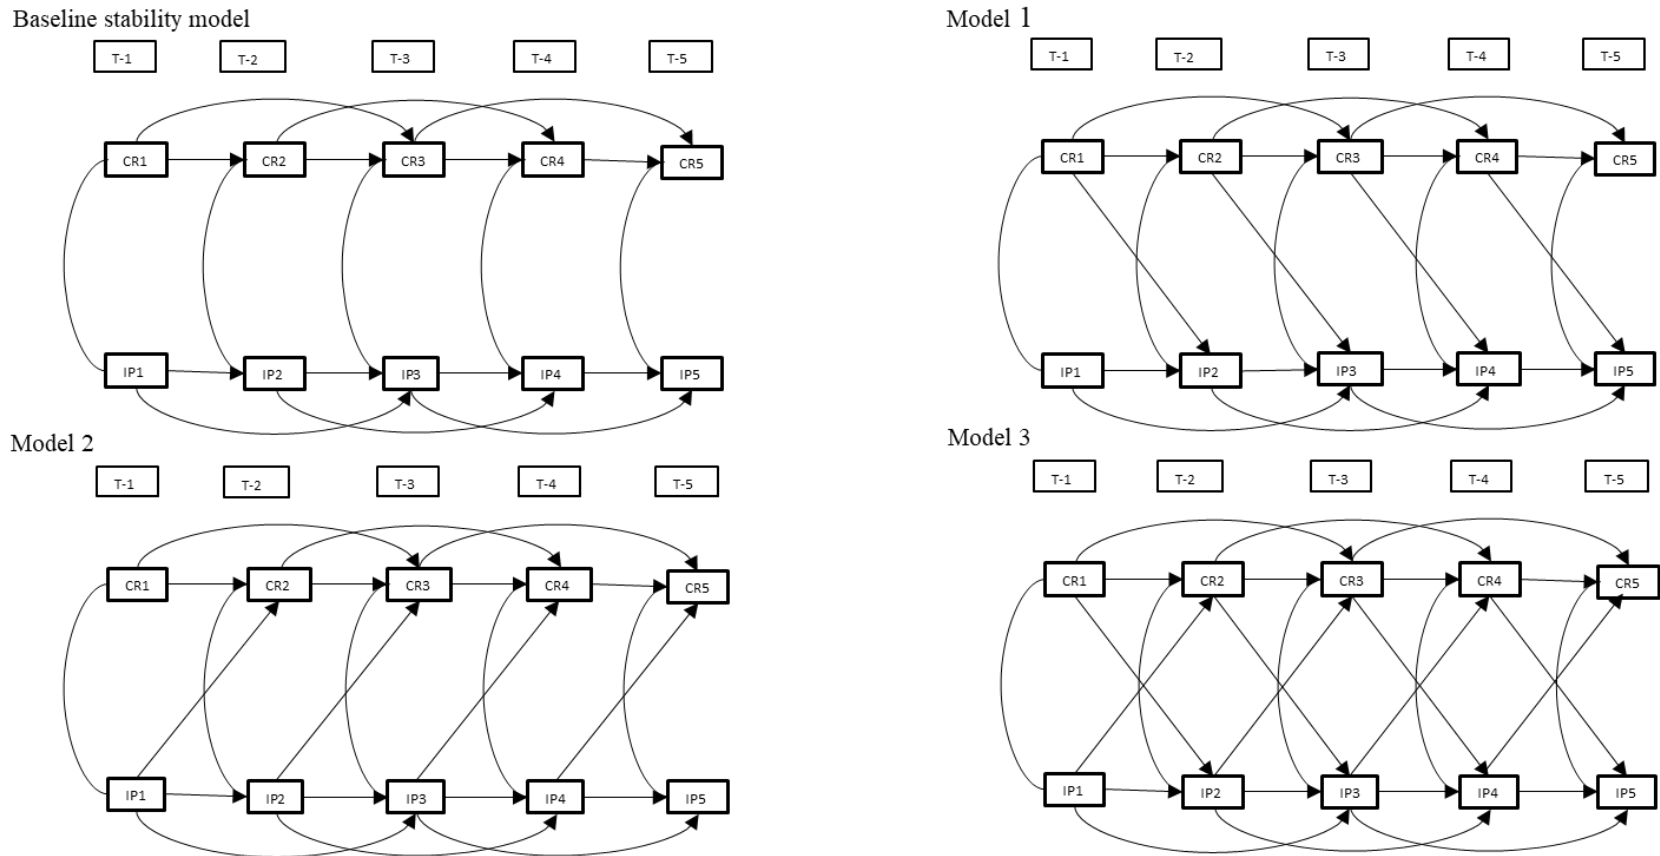 Baseline stability model
T-1 T-2 T-3 T-4 T-5
CR1 CR2 CR3 CR4 CR5
IP1 IP2 IP3 IP4 IP5
Model 1
T-1 T-2 T-3 T-4 T-5
CR1 CR2 CR3 CR4 CR5
IP1 IP2 IP3 IP4 IP5
Model 2
T-1 T-2 T-3 T-4 T-5
CR1 CR2 CR3 CR4 CR5
IP1 IP2 IP3 IP4 IP5
Model 3
T-1 T-2 T-3 T-4 T-5
CR1 CR2 CR3 CR4 CR5
IP1 IP2 IP3 IP4 IP5